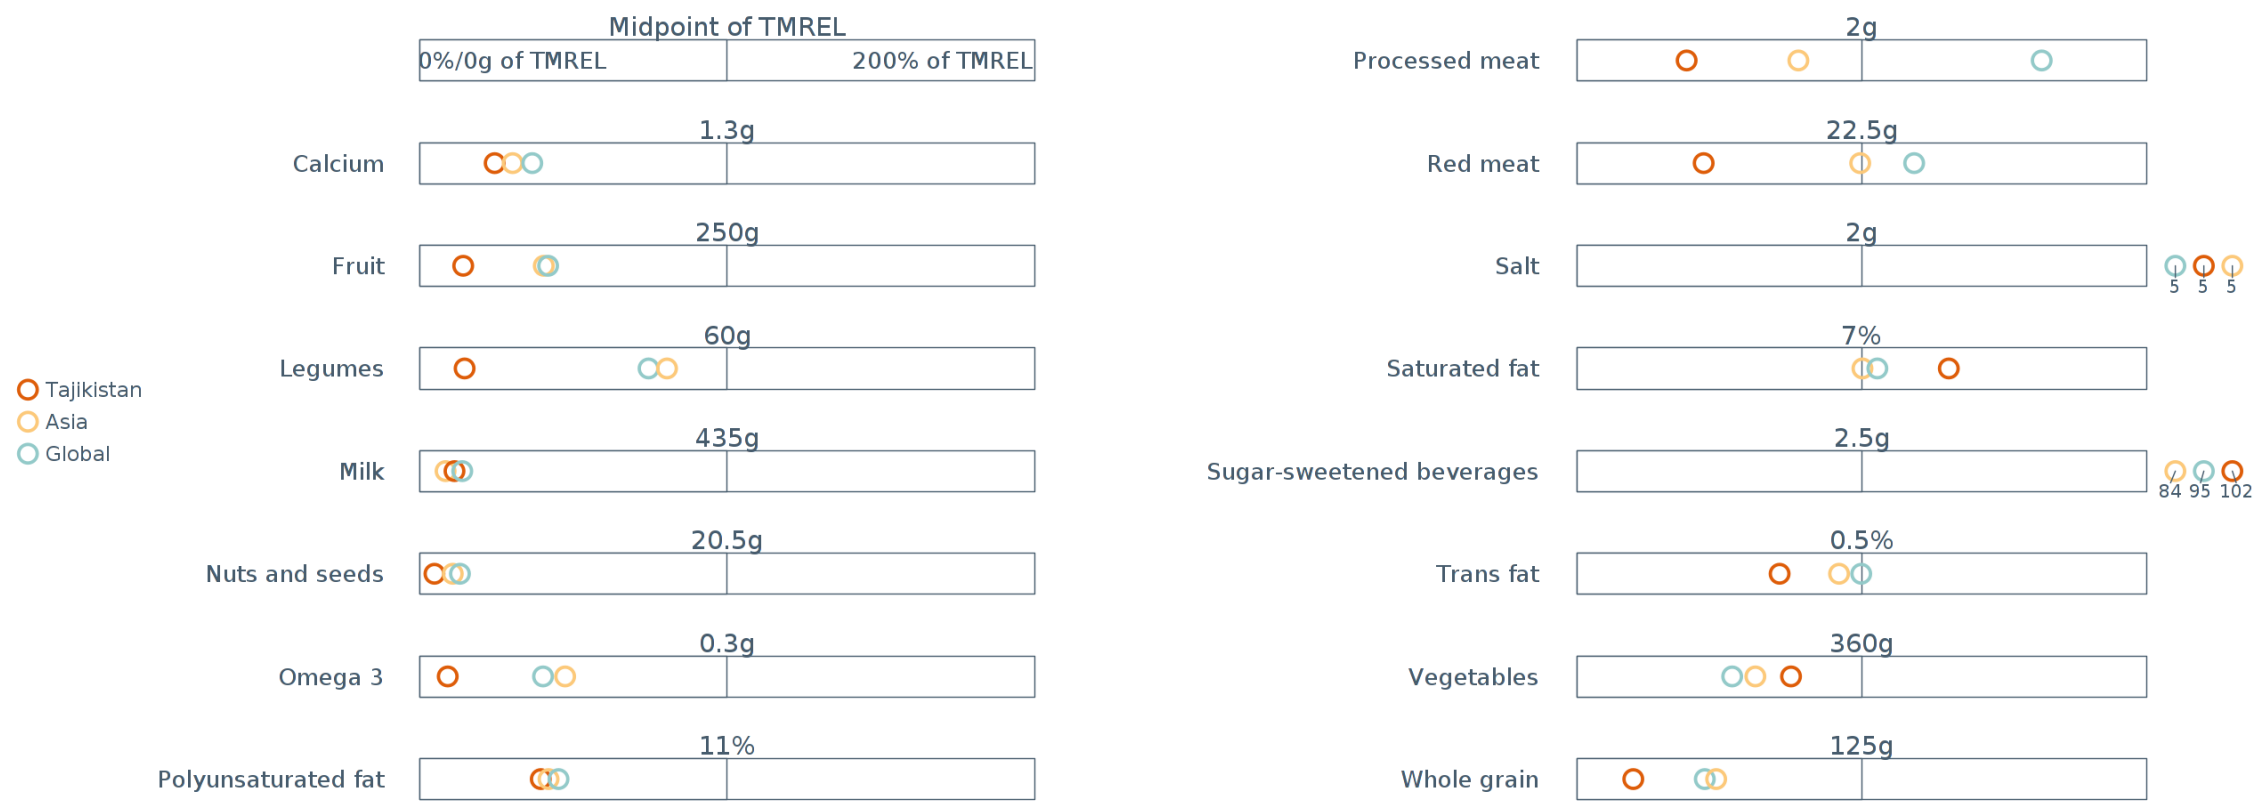 Midpoint of TMREL
0%/0g of TMREL
200% of TMREL
1.3g
Calcium
250g
Fruit
60g
Legumes
435g
Milk
20.5g
Nuts and seeds
0.3g
Omega 3
11%
Polyunsaturated fat
Tajikistan
Asia
Global
2g
Processed meat
22.5g
Red meat
2g
Salt
5 5 5
7%
Saturated fat
2.5g
Sugar-sweetened beverages
84 95 102
0.5%
Trans fat
360g
Vegetables
125g
Whole grain